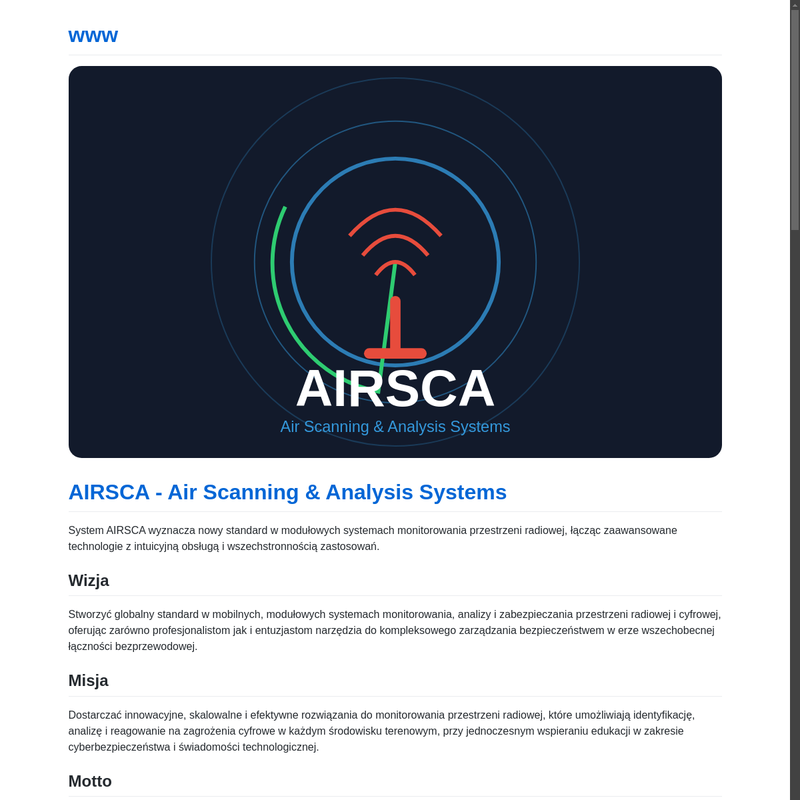 www
AIRSCA
Air Scanning & Analysis Systems
AIRSCA - Air Scanning & Analysis Systems
System AIRSCA wyznacza nowy standard w modułowych systemach monitorowania przestrzeni radiowej, łącząc zaawansowane
technologie z intuicyjną obsługą i wszechstronnością zastosowań.
Wizja
Stworzyć globalny standard w mobilnych, modułowych systemach monitorowania, analizy i zabezpieczania przestrzeni radiowej i cyfrowej,
oferując zarówno profesjonalistom jak i entuzjastom narzędzia do kompleksowego zarządzania bezpieczeństwem w erze wszechobecnej
łączności bezprzewodowej.
Misja
Dostarczać innowacyjne, skalowalne i efektywne rozwiązania do monitorowania przestrzeni radiowej, które umożliwiają identyfikację,
analizę i reagowanie na zagrożenia cyfrowe w każdym środowisku terenowym, przy jednoczesnym wspieraniu edukacji w zakresie
cyberbezpieczeństwa i świadomości technologicznej.
Motto